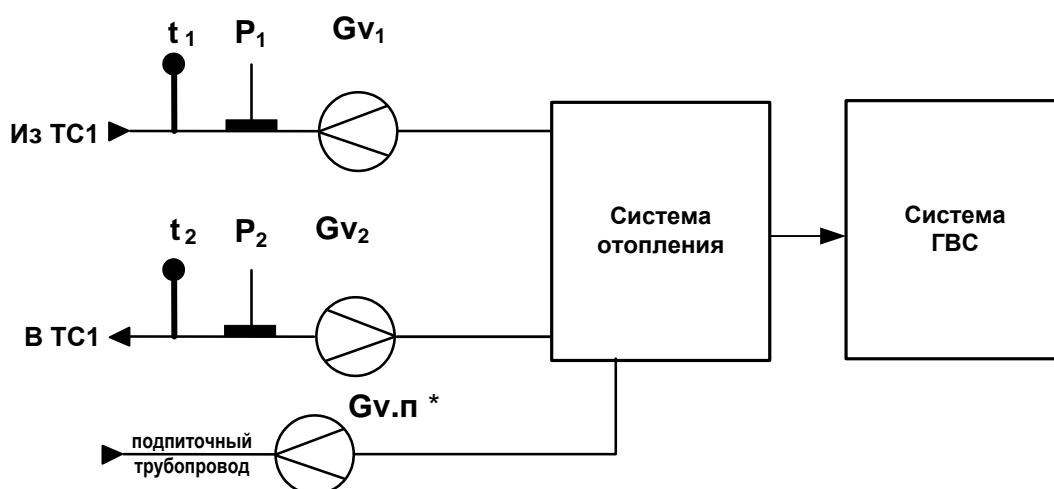 t 1 P1 Gv1
Из ТС1
Система
отопления
Система
ГВС
t 2 P2 Gv2
В ТС1
Gv.п *
подпиточный
трубопровод